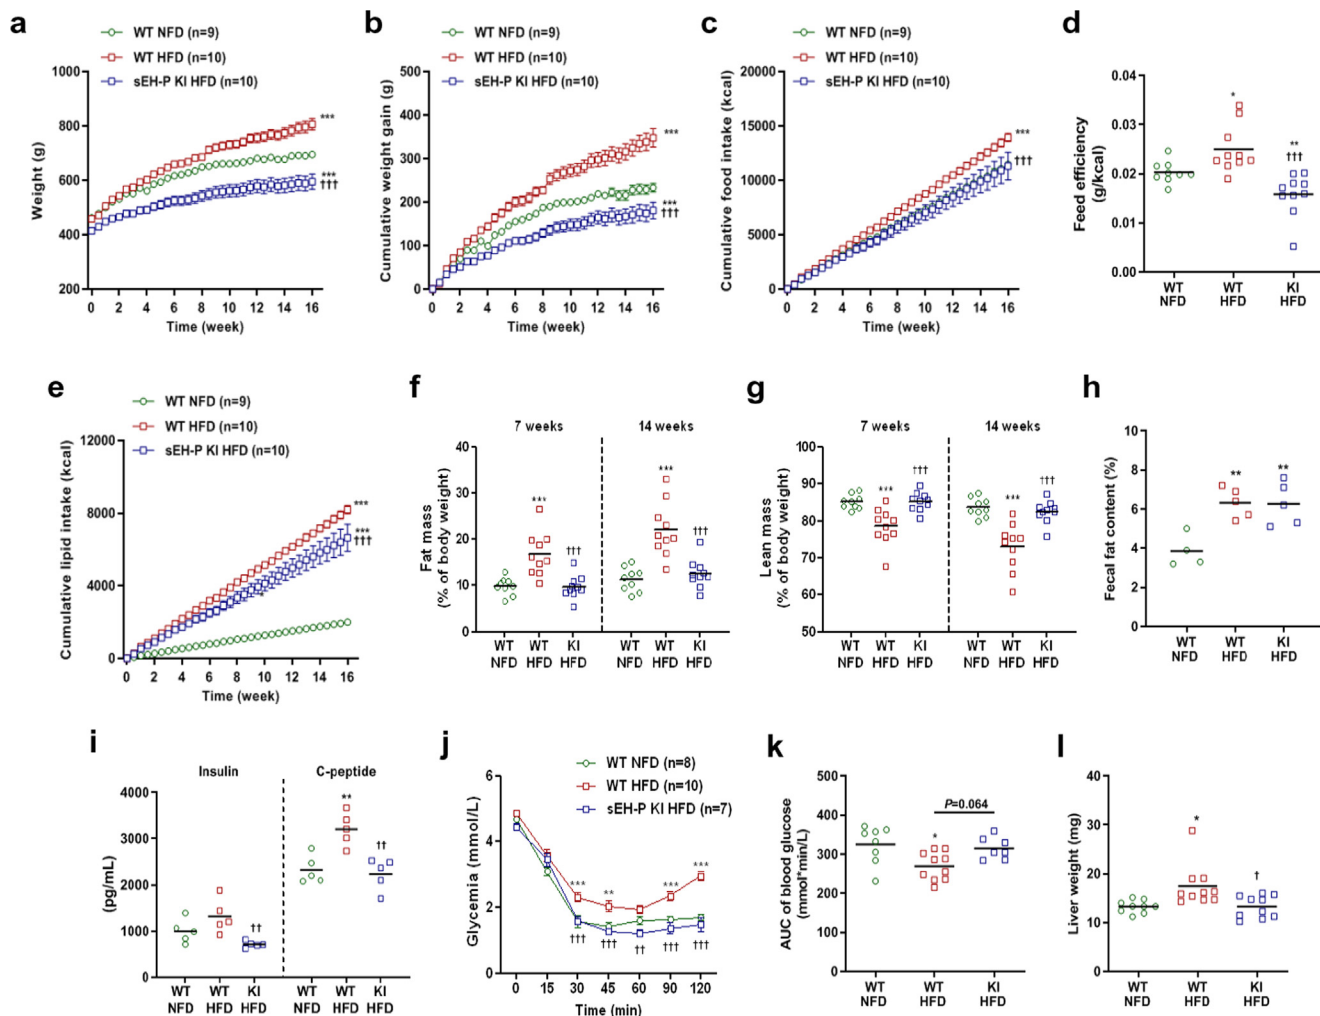 a
WT NFD (n=9)
WT HFD (n=10)
sEH-P KI HFD (n=10)
Weight (g)
1000
800
600
400
200
0 2 4 6 8 10 12 14 16
Time (week)
***
***
†††
b
WT NFD (n=9)
WT HFD (n=10)
sEH-P KI HFD (n=10)
Cumulative weight gain (g)
500
400
300
200
100
0
0 2 4 6 8 10 12 14 16
Time (week)
***
***
†††
c
WT NFD (n=9)
WT HFD (n=10)
sEH-P KI HFD (n=10)
Cumulative food intake (kcal)
20000
15000
10000
5000
0
0 2 4 6 8 10 12 14 16
Time (week)
***
†††
d
Feed efficiency
(g/kcal)
0.04
0.03
0.02
0.01
0.00
*
**
†††
WT WT KI
NFD HFD HFD
e
WT NFD (n=9)
WT HFD (n=10)
sEH-P KI HFD (n=10)
Cumulative lipid intake (kcal)
12000
8000
4000
0
0 2 4 6 8 10 12 14 16
Time (week)
***
***
†††
f
7 weeks 14 weeks
Fat mass
(% of body weight)
40
30
20
10
0
*** ††† *** †††
WT WT KI WT WT KI
NFD HFD HFD NFD HFD HFD
g
7 weeks 14 weeks
Lean mass
(% of body weight)
100
90
80
70
60
50
*** ††† *** †††
WT WT KI WT WT KI
NFD HFD HFD NFD HFD HFD
h
Fecal fat content (%)
10
8
6
4
2
0
** **
WT WT KI
NFD HFD HFD
i
Insulin C-peptide
(pg/mL)
4000
3000
2000
1000
0
†† ** ††
WT WT KI WT WT KI
NFD HFD HFD NFD HFD HFD
j
WT NFD (n=8)
WT HFD (n=10)
sEH-P KI HFD (n=7)
Glycemia (mmol/L)
6
4
2
0
*** ** *** ***
††† ††† †† ††† †††
0 15 30 45 60 90 120
Time (min)
k
AUC of blood glucose
(mmol*min/L)
500
400
300
200
100
0
P=0.064
*
WT WT KI
NFD HFD HFD
l
Liver weight (mg)
30
20
10
0
*
†
WT WT KI
NFD HFD HFD